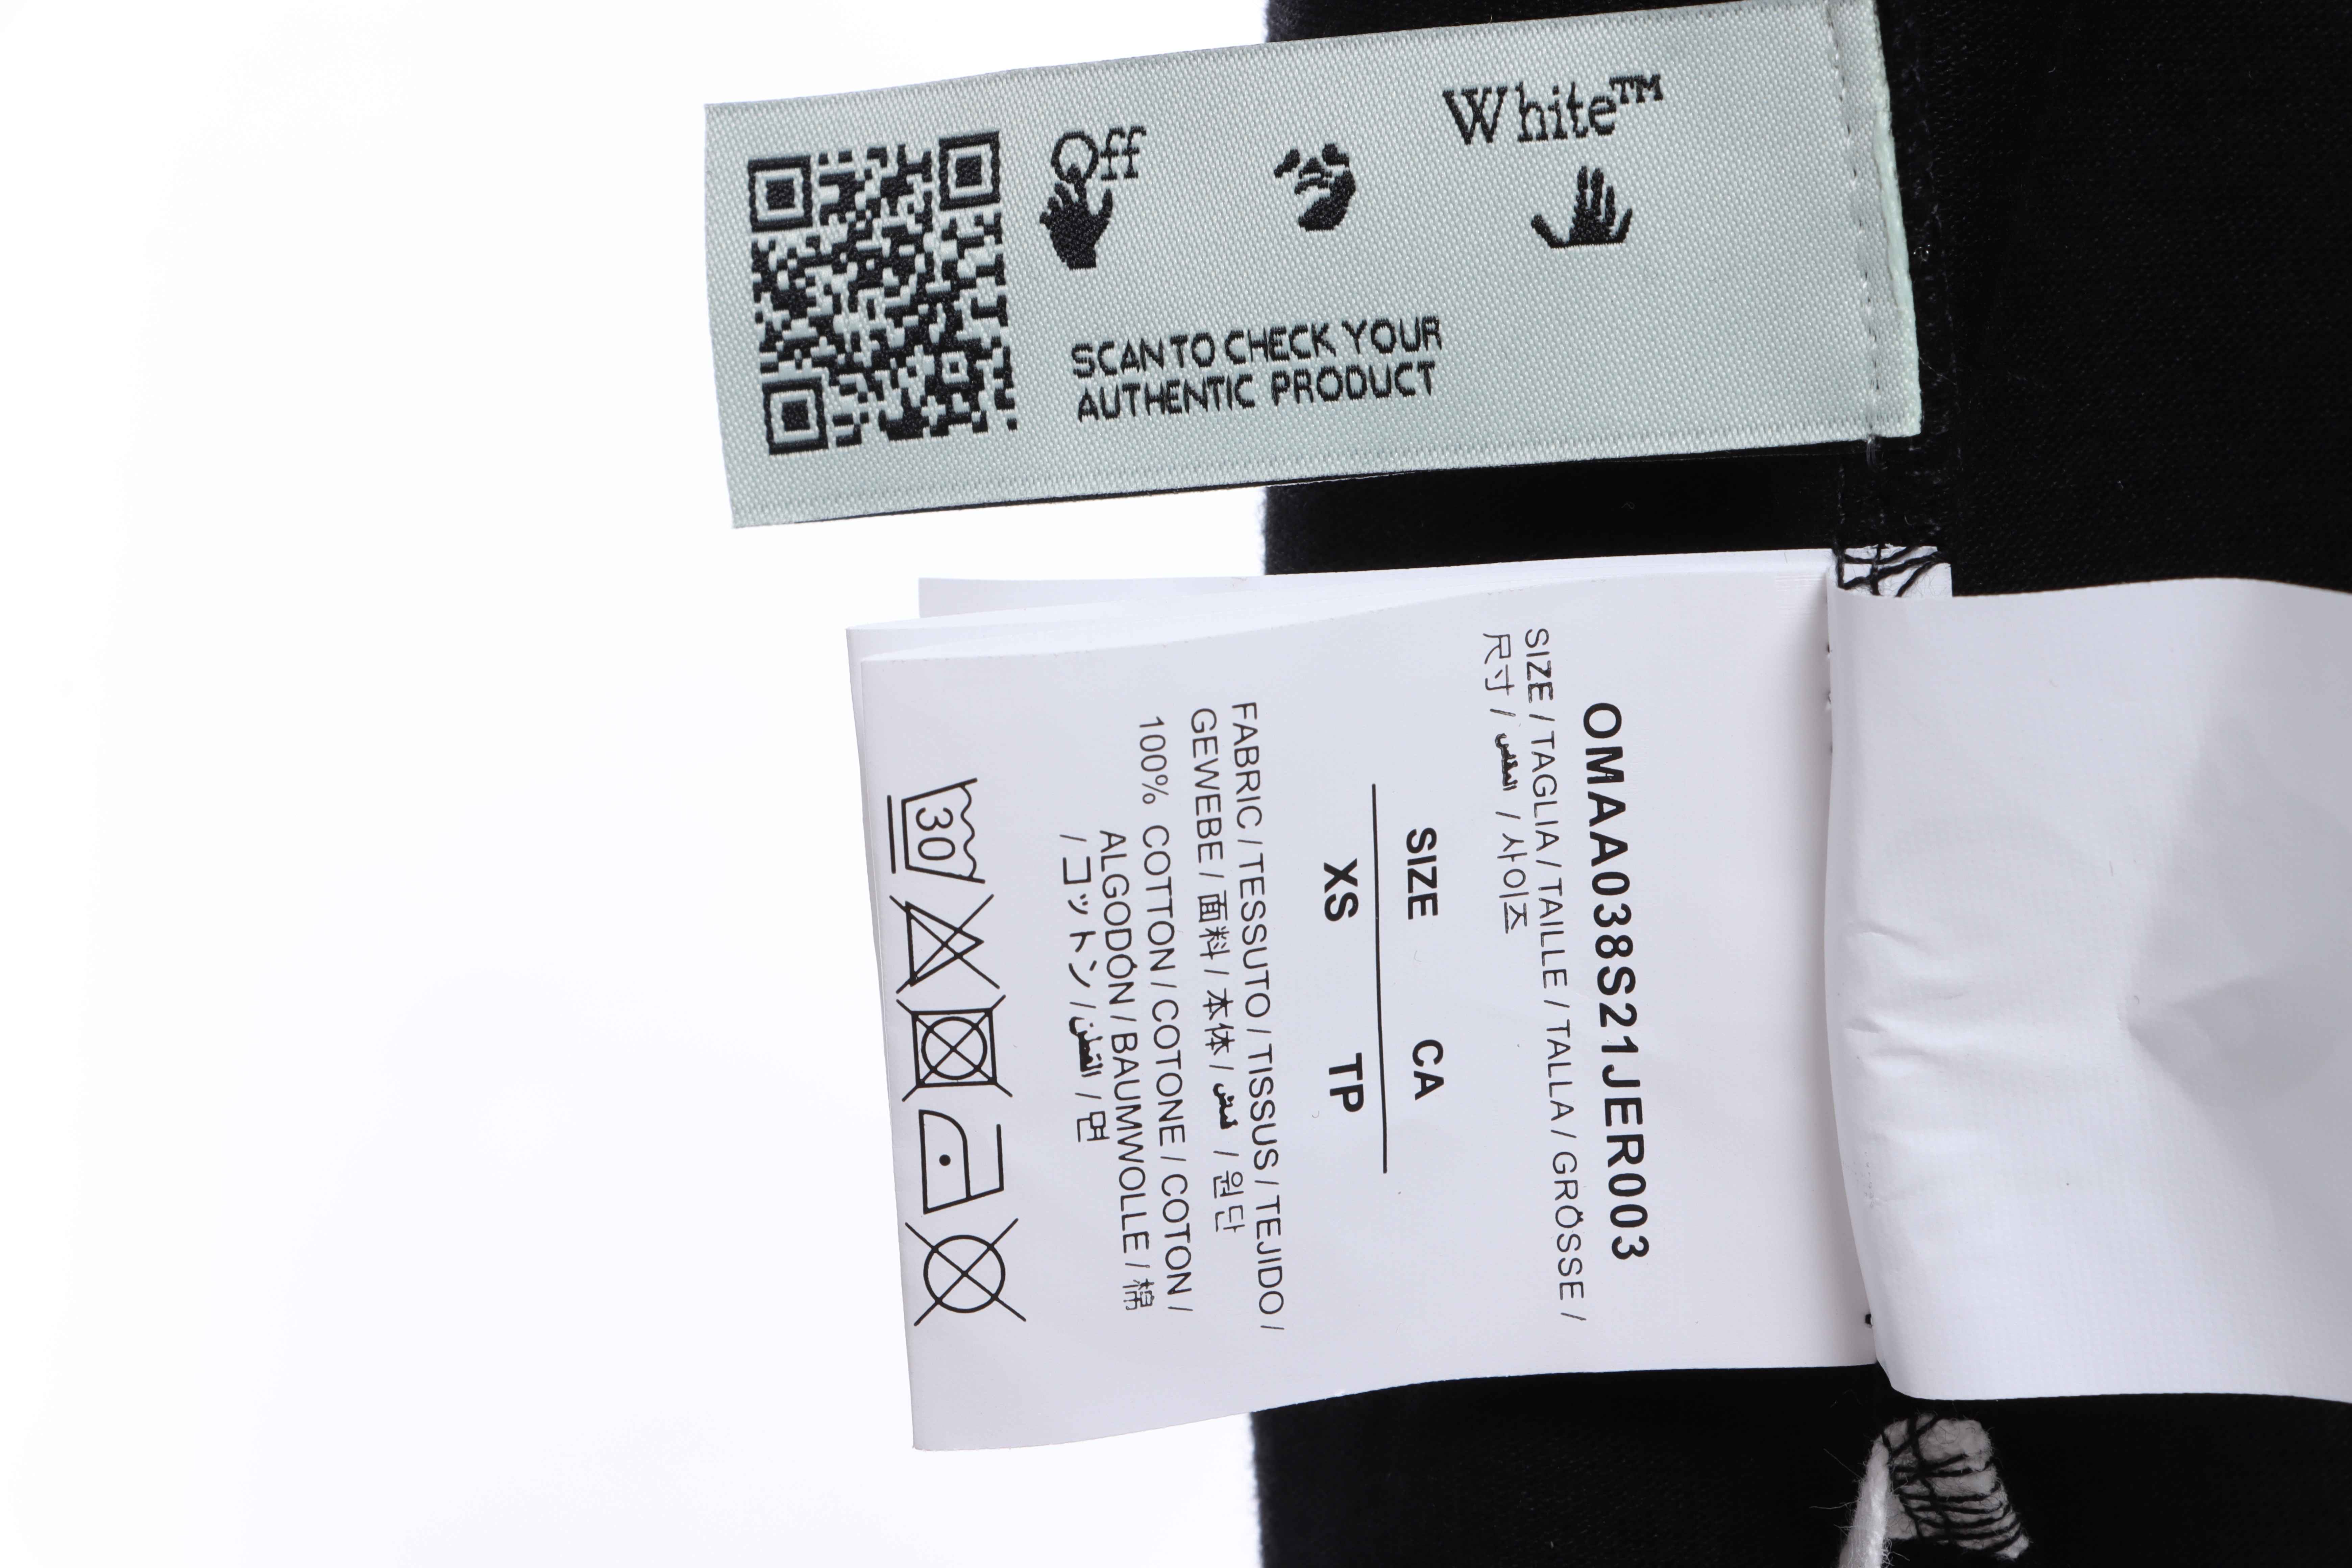 Off
White™
SCAN TO CHECK YOUR
AUTHENTIC PRODUCT
OMAA038S21JER003
SIZE / TAGLIA / TAILLE / TALLA / GRÖSSE /
尺寸 / المقاس / 사이즈
SIZE CA
XS TP
FABRIC / TESSUTO / TISSUS / TEJIDO /
GEWEBE / 面料 / 本体 / / 원단
100% COTTON / COTONE / COTON /
ALGODÓN / BAUMWOLLE / 棉
/ コットン / القطن / 면
30